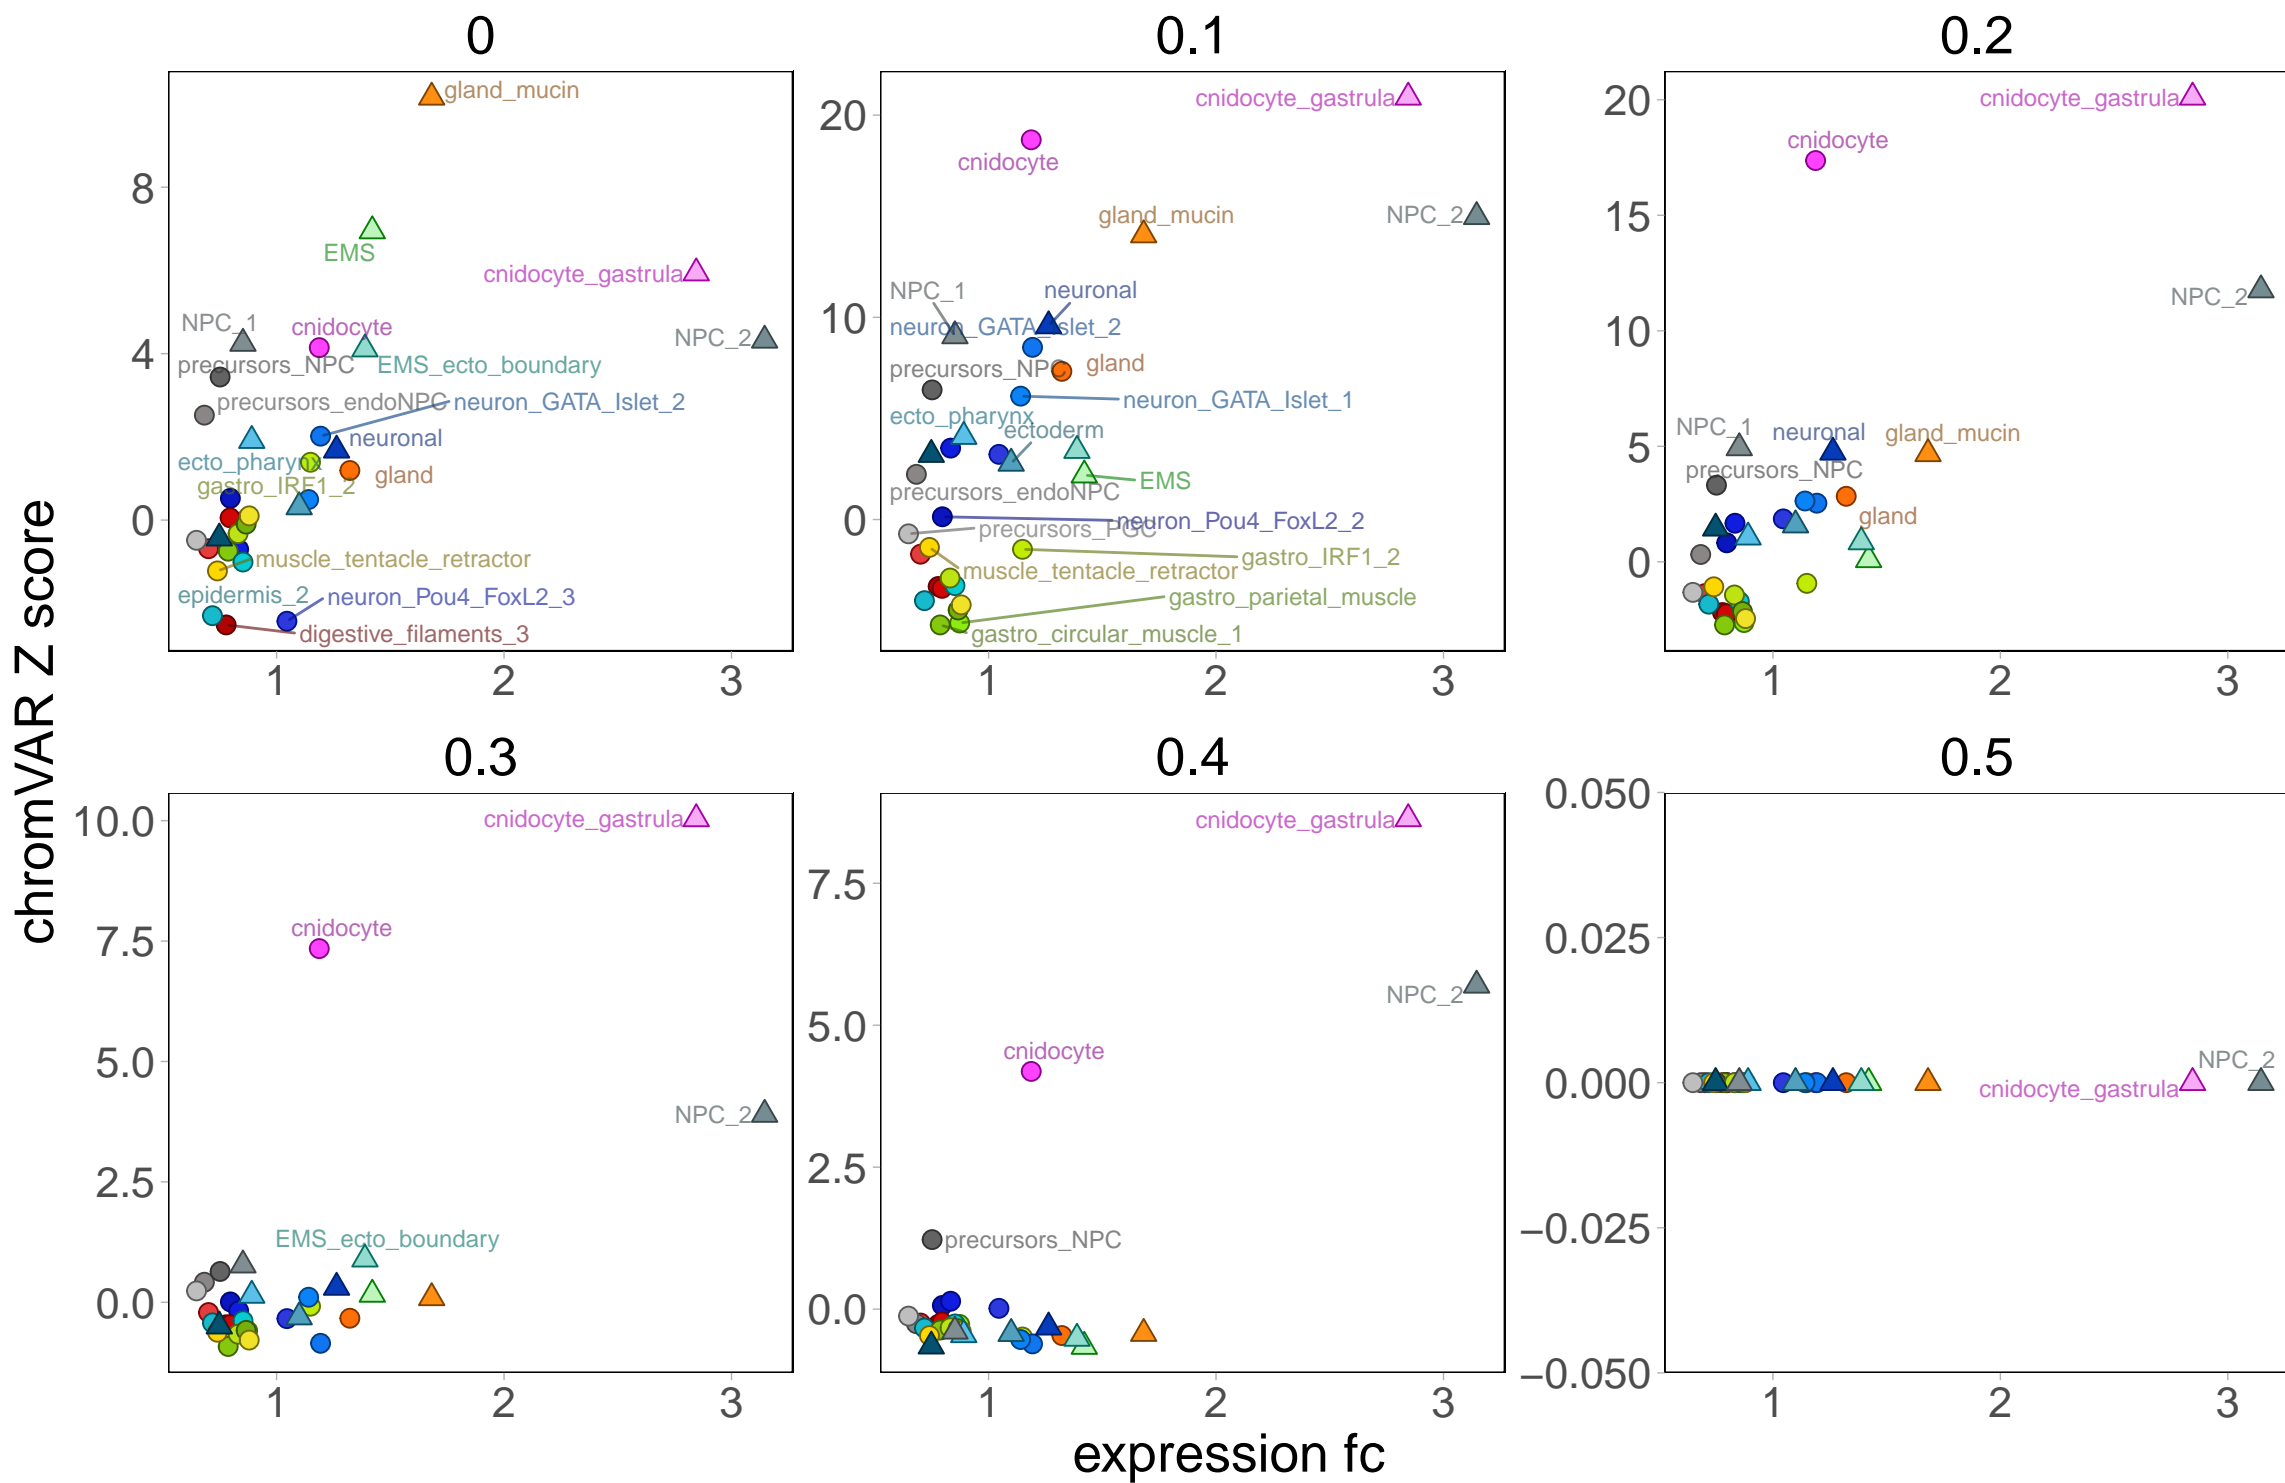 0
0.1
0.2
chromVAR Z score
8
4
0
gland_mucin
EMS
cnidocyte_gastrula
NPC_1
cnidocyte
NPC_2
precursors_NPC
EMS_ecto_boundary
precursors_endoNPC
neuron_GATA_Islet_2
neuronal
ecto_pharynx
gland
gastro_IRF1_2
muscle_tentacle_retractor
epidermis_2
neuron_Pou4_FoxL2_3
digestive_filaments_3
1
2
3
20
10
0
cnidocyte_gastrula
cnidocyte
gland_mucin
NPC_2
NPC_1
neuronal
neuron_GATA_Islet_2
precursors_NPC
gland
neuron_GATA_Islet_1
ecto_pharynx
ectoderm
EMS
precursors_endoNPC
neuron_Pou4_FoxL2_2
precursors_PGC
gastro_IRF1_2
muscle_tentacle_retractor
gastro_parietal_muscle
gastro_circular_muscle_1
1
2
3
20
15
10
5
0
cnidocyte_gastrula
cnidocyte
NPC_2
NPC_1
neuronal
gland_mucin
precursors_NPC
gland
1
2
3
0.3
0.4
0.5
10.0
7.5
5.0
2.5
0.0
cnidocyte_gastrula
cnidocyte
NPC_2
EMS_ecto_boundary
1
2
3
7.5
5.0
2.5
0.0
cnidocyte_gastrula
NPC_2
cnidocyte
precursors_NPC
1
2
3
0.050
0.025
0.000
−0.025
−0.050
NPC_2
cnidocyte_gastrula
1
2
3
expression fc